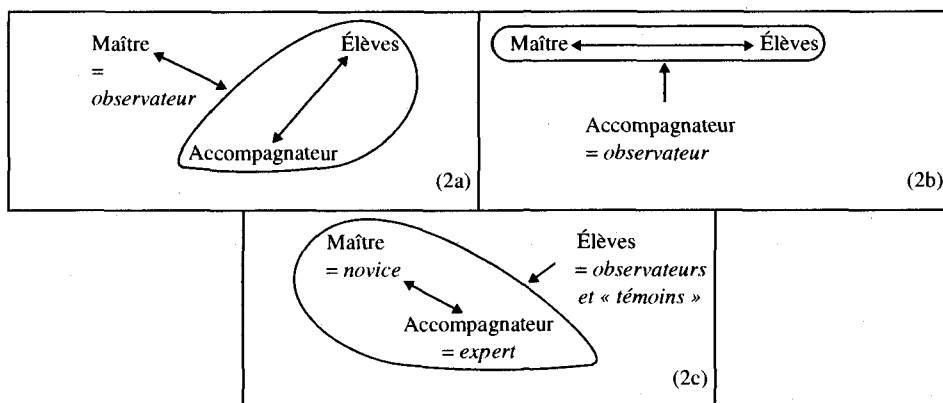 Maître
=
observateur
Élèves
Accompagnateur
(2a)
Maître
Élèves
Accompagnateur
= observateur
(2b)
Maître
= novice
Accompagnateur
= expert
Élèves
= observateurs
et « témoins »
(2c)